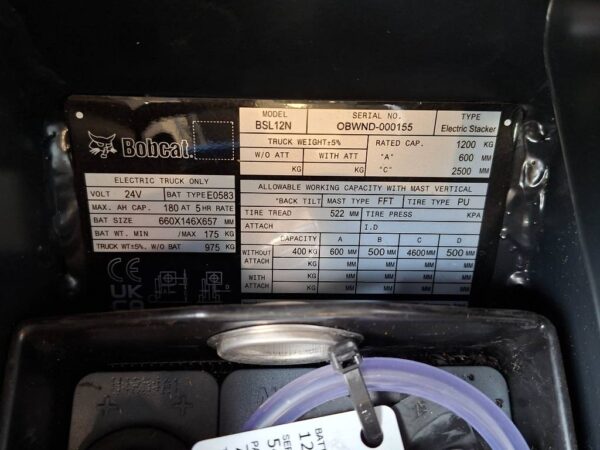 Bobcat
MODEL
BSL12N
SERIAL NO.
OBWND-000155
TYPE
Electric Stacker
TRUCK WEIGHT±5%
W/O ATT WITH ATT
KG KG
RATED CAP. 1200 KG
"A" 600 MM
"C" 2500 MM
ELECTRIC TRUCK ONLY
VOLT 24V BAT TYPE E0583
MAX. AH CAP. 180 AT 5 HR RATE
BAT SIZE 660X146X657 MM
BAT WT. MIN /MAX 175 KG
TRUCK WT±5%, W/O BAT 975 KG
ALLOWABLE WORKING CAPACITY WITH MAST VERTICAL
°BACK TILT MAST TYPE FFT TIRE TYPE PU
TIRE TREAD 522 MM TIRE PRESS KPA
ATTACH I.D
CAPACITY A B C D
WITHOUT ATTACH 400 KG 600 MM 500 MM 4600 MM 500 MM
KG MM MM MM MM
WITH ATTACH KG MM MM MM MM
KG MM MM MM MM
CE
UK
BATT
12
SER
5
PA